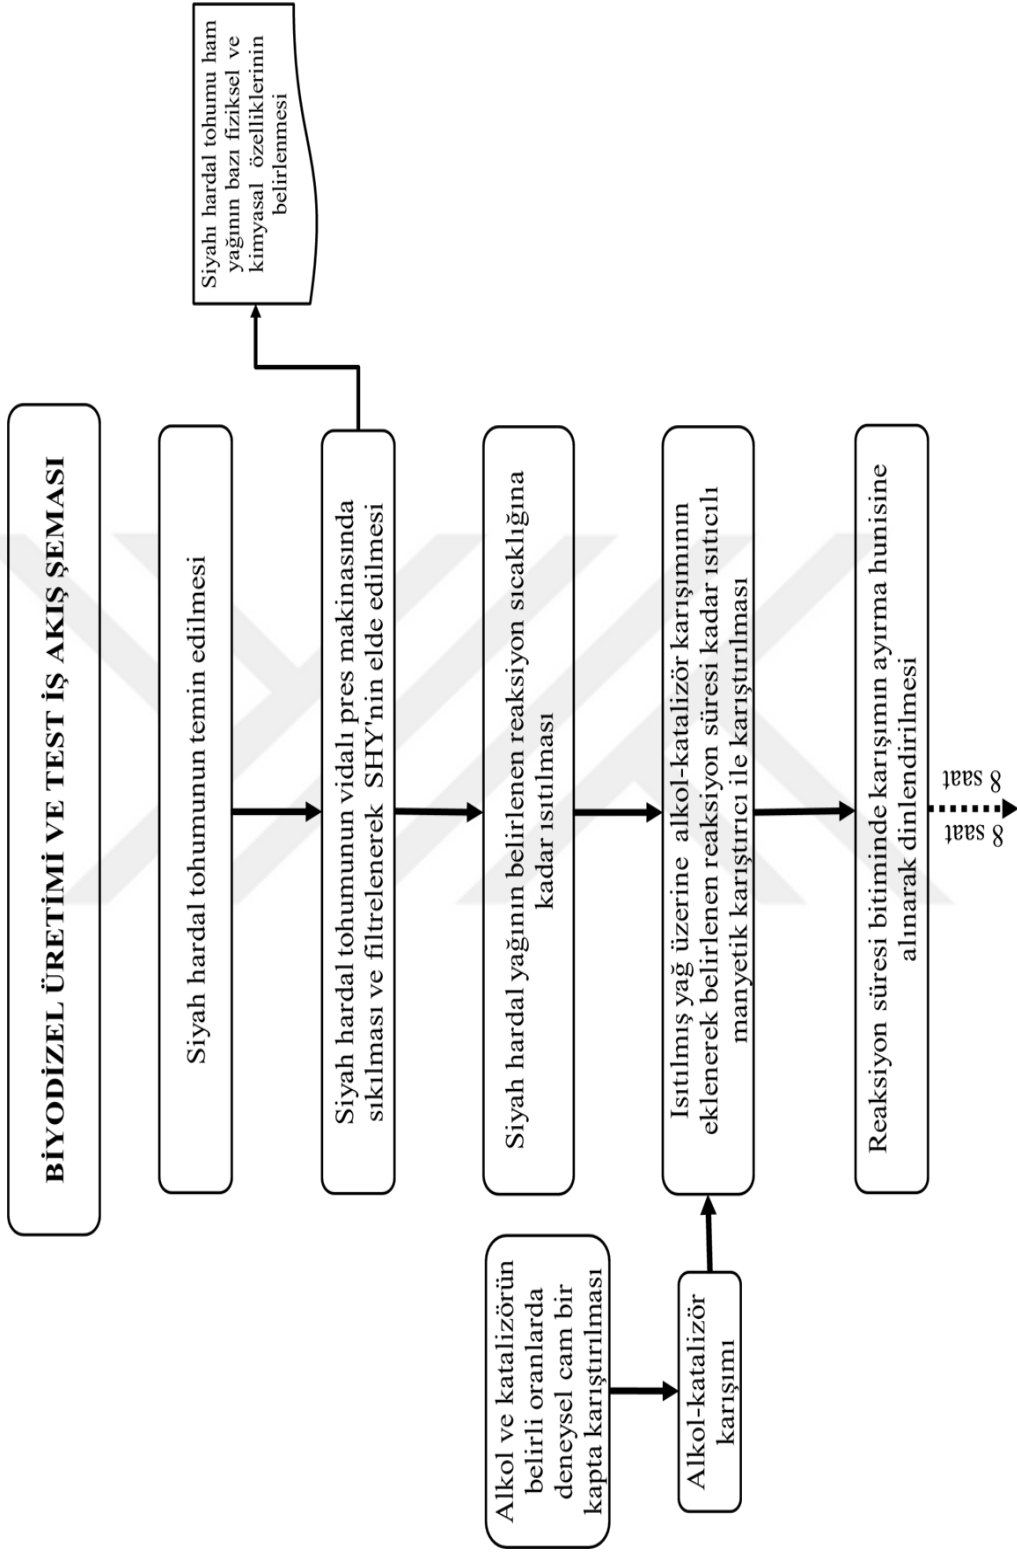 BİYODİZEL ÜRETİMİ VE TEST İŞ AKIŞ ŞEMASI
Siyah hardal tohumunun temin edilmesi
Siyah hardal tohumunun vidalı pres makinasında
sıkılması ve filtrelenerek SHY'nin elde edilmesi
Siyahı hardal tohumu ham
yağının bazı fiziksel ve
kimyasal özelliklerinin
belirlenmesi
Siyah hardal yağının belirlenen reaksiyon sıcaklığına
kadar ısıtılması
Alkol ve katalizörün
belirli oranlarda
deneysel cam bir
kapta karıştırılması
Alkol-katalizör
karışımı
Isıtılmış yağ üzerine alkol-katalizör karışımının
eklenerek belirlenen reaksiyon süresi kadar ısıtıcılı
manyetik karıştırıcı ile karıştırılması
Reaksiyon süresi bitiminde karışımın ayırma hunisine
alınarak dinlendirilmesi
8 saat
8 saat